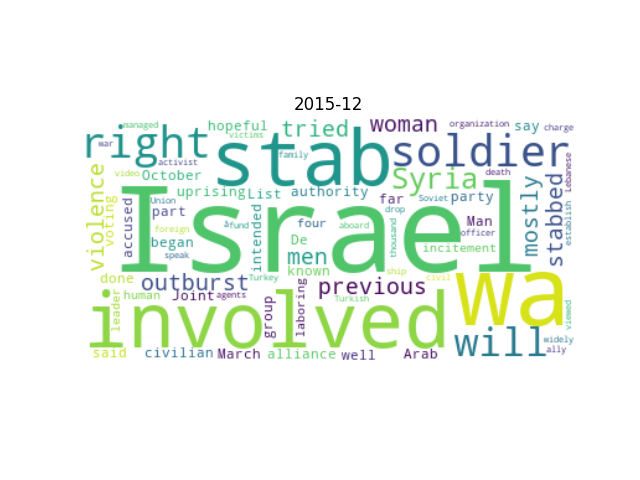 2015-12
managed
hopeful
tried
woman
organization
say
charge
war
right
stab
soldier
activist
family
victims
video
October
uprising
List
authority
Syria
death
Lebanese
violence
voting
accused
Union
part
Israel
far
Soviet
party
mostly
stabbed
establish
foreign
fund
intended
four
aboard
drop
thousand
Man
officer
began
De
men
incitement
speak
known
done
outburst
Turkey
previous
ship
civil
wa
leader
human
Joint
agents
group
laboring
Turkish
involved
will
viewed
widely
ally
said
civilian
March
alliance
well
Arab